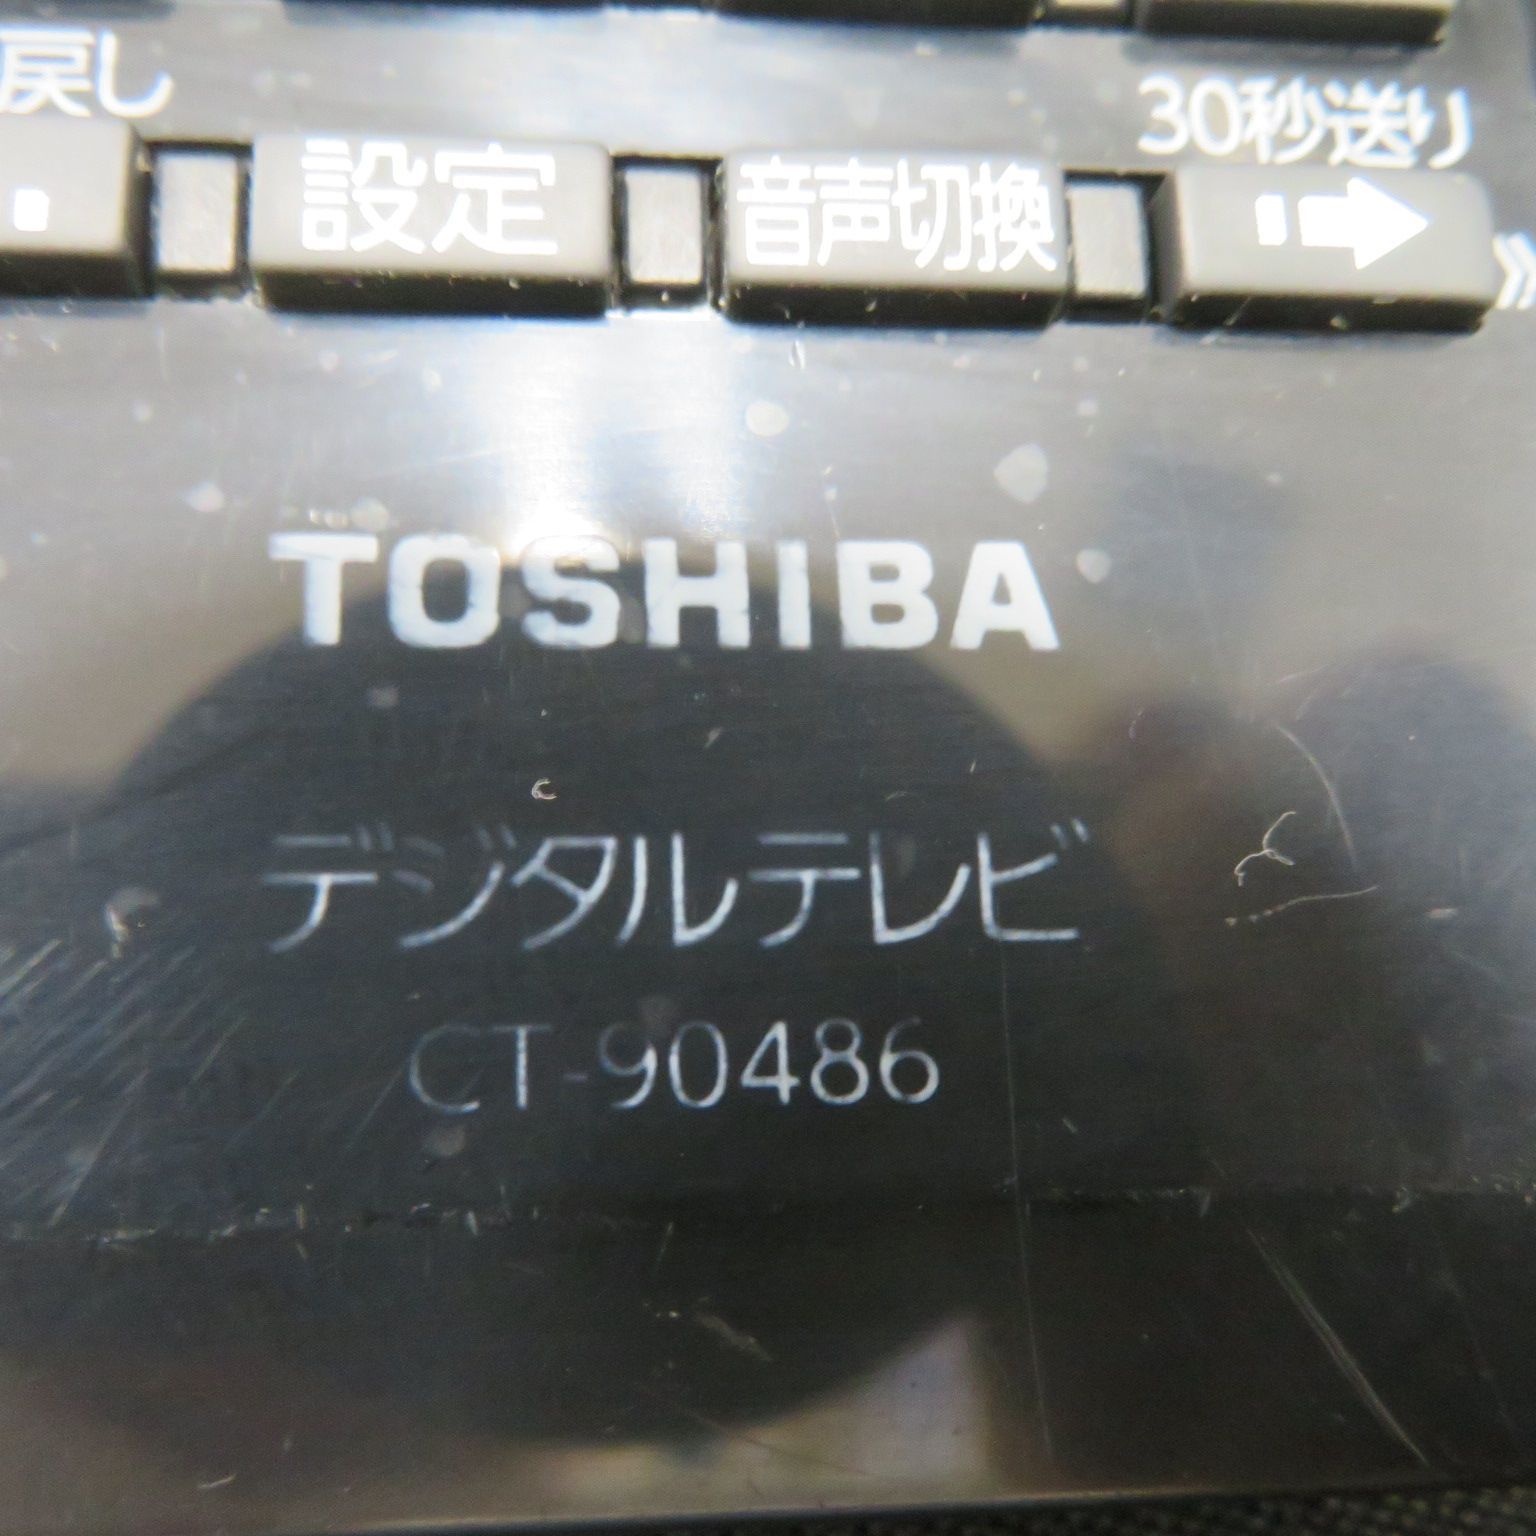 戻し
30秒送り
設定
音声切換
TOSHIBA
デジタルテレビ
CT-90486